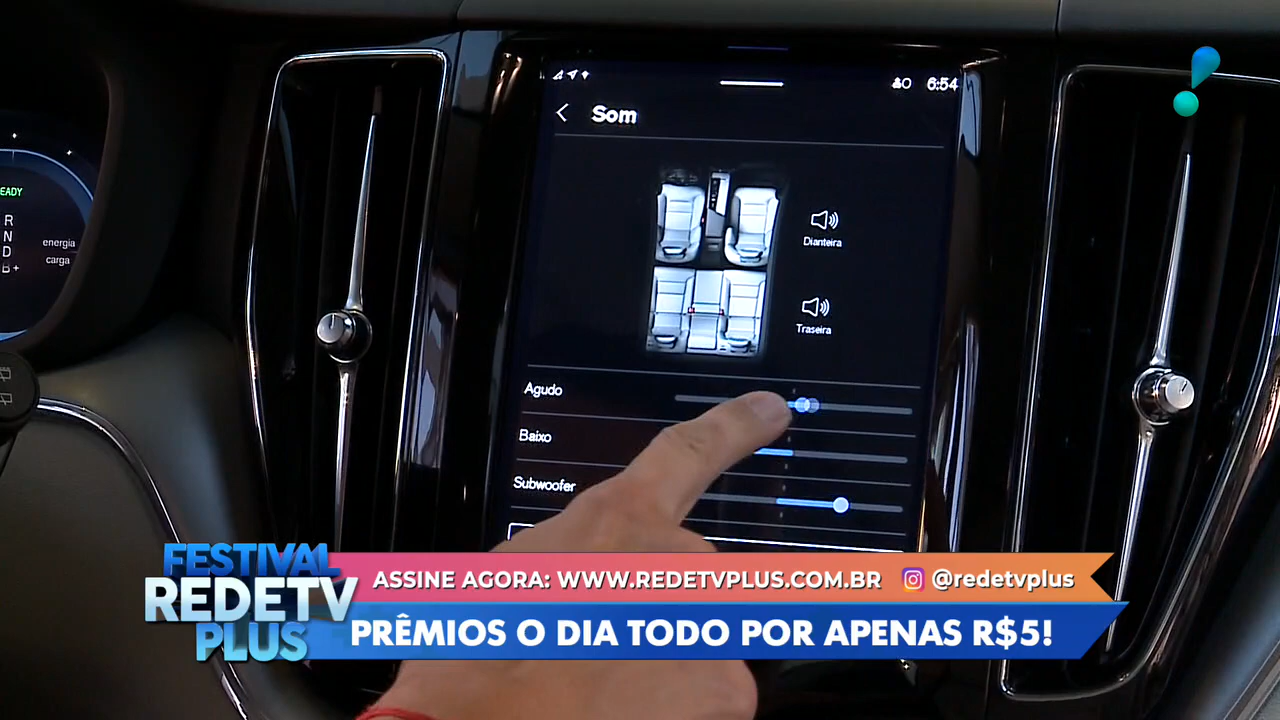 6:54
Som
READY
R
N
D
B+
energia
carga
Dianteira
Traseira
Agudo
Baixo
Subwoofer
FESTIVAL
REDETV
PLUS
ASSINE AGORA: WWW.REDETVPLUS.COM.BR @redetvplus
PRÊMIOS O DIA TODO POR APENAS R$5!